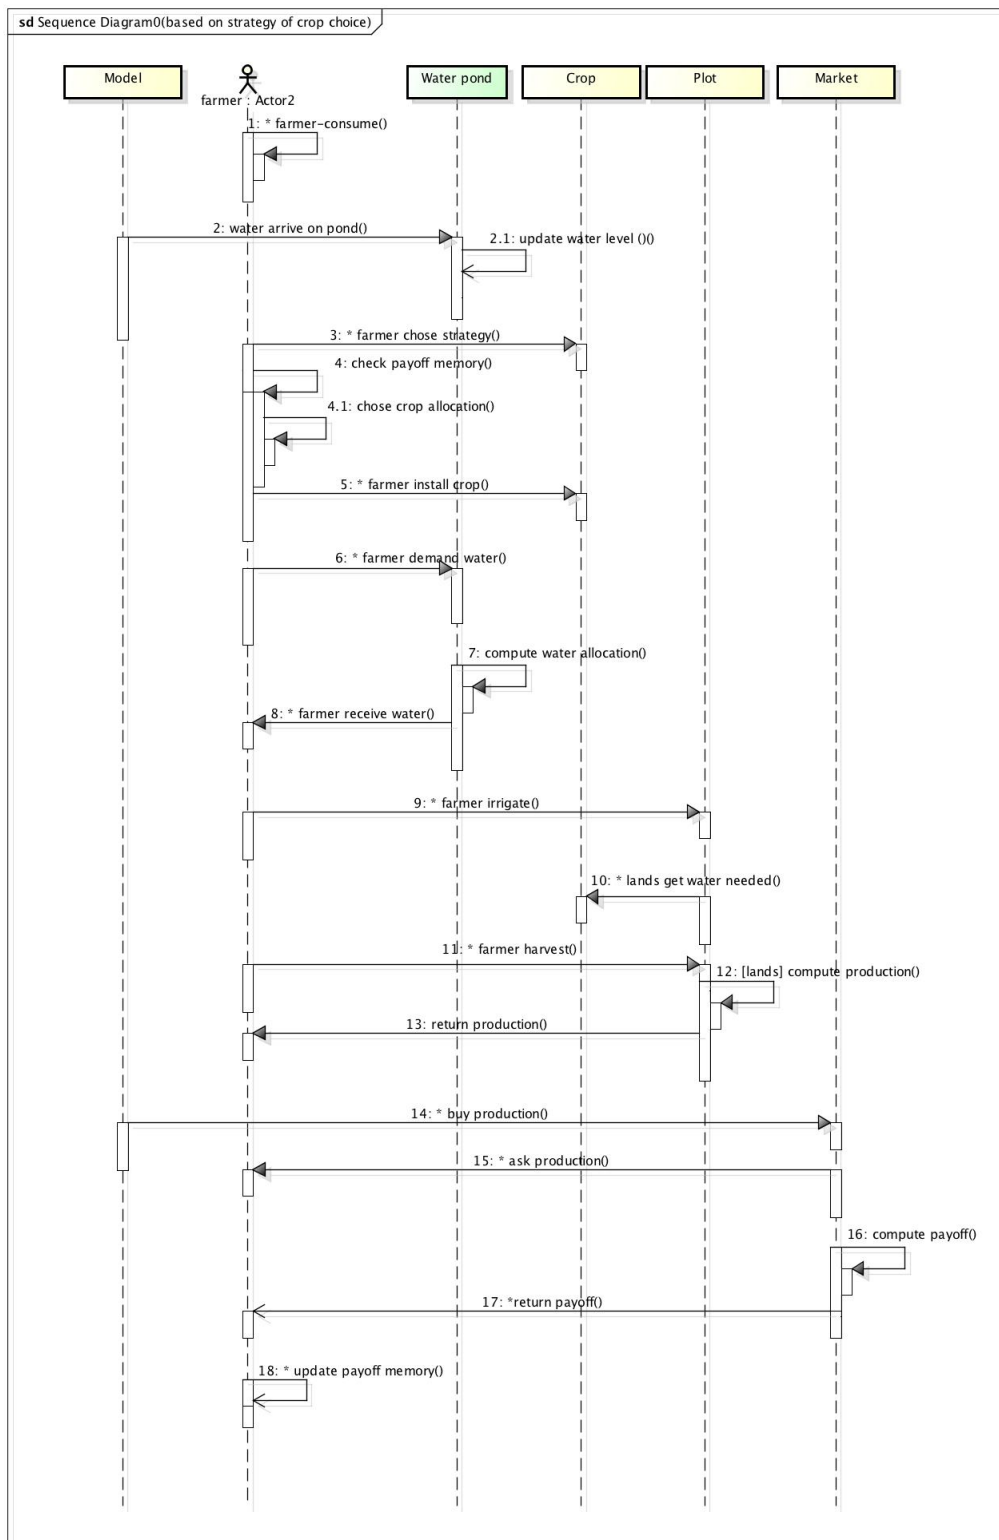 sd Sequence Diagram0(based on strategy of crop choice)
Model
farmer : Actor2
Water pond
Crop
Plot
Market
1: * farmer-consume()
2: water arrive on pond()
2.1: update water level ()()
3: * farmer chose strategy()
4: check payoff memory()
4.1: chose crop allocation()
5: * farmer install crop()
6: * farmer demand water()
7: compute water allocation()
8: * farmer receive water()
9: * farmer irrigate()
10: * lands get water needed()
11: * farmer harvest()
12: [lands] compute production()
13: return production()
14: * buy production()
15: * ask production()
16: compute payoff()
17: *return payoff()
18: * update payoff memory()